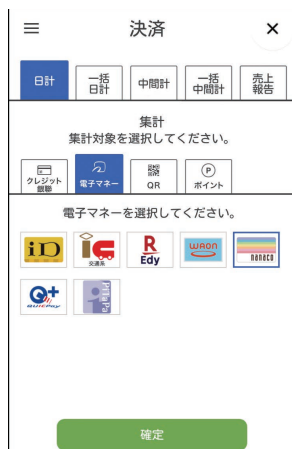 決済
日計
一括
日計
中間計
一括
中間計
売上
報告
集計
集計対象を選択してください。
クレジット
銀聯
電子マネー
QR
P
ポイント
電子マネーを選択してください。
iD
ic
交通系
R
Edy
WAON
nanaco
Q+
QUICPay
PiTaPa
確定